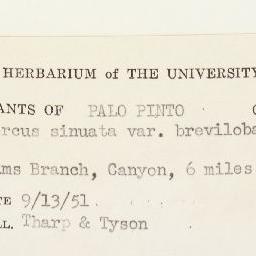 HERBARIUM of THE UNIVERSITY
ANTS OF PALO PINTO
rcus sinuata var. breviloba
ms Branch, Canyon, 6 miles
TE 9/13/51.
LL. Tharp & Tyson